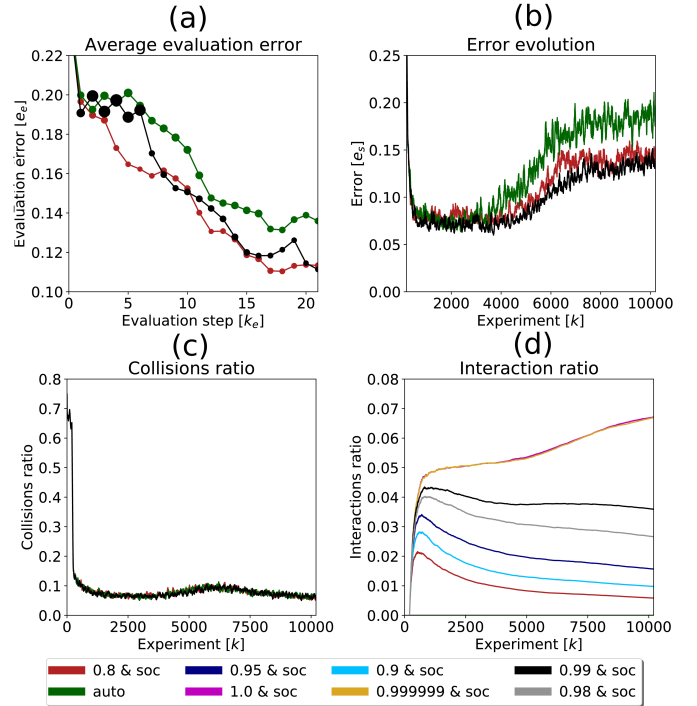 (a)
Average evaluation error
0.22
0.20
0.18
0.16
0.14
0.12
0.10
Evaluation error [e_e]
0 5 10 15 20
Evaluation step [k_e]
(b)
Error evolution
0.25
0.20
0.15
0.10
0.05
0.00
Error [e_s]
2000 4000 6000 8000 10000
Experiment [k]
(c)
Collisions ratio
0.8
0.7
0.6
0.5
0.4
0.3
0.2
0.1
0.0
Collisions ratio
0 2500 5000 7500 10000
Experiment [k]
(d)
Interaction ratio
0.08
0.07
0.06
0.05
0.04
0.03
0.02
0.01
0.00
Interactions ratio
0 2500 5000 7500 10000
Experiment [k]
0.8 & soc 0.95 & soc 0.9 & soc 0.99 & soc
auto 1.0 & soc 0.999999 & soc 0.98 & soc